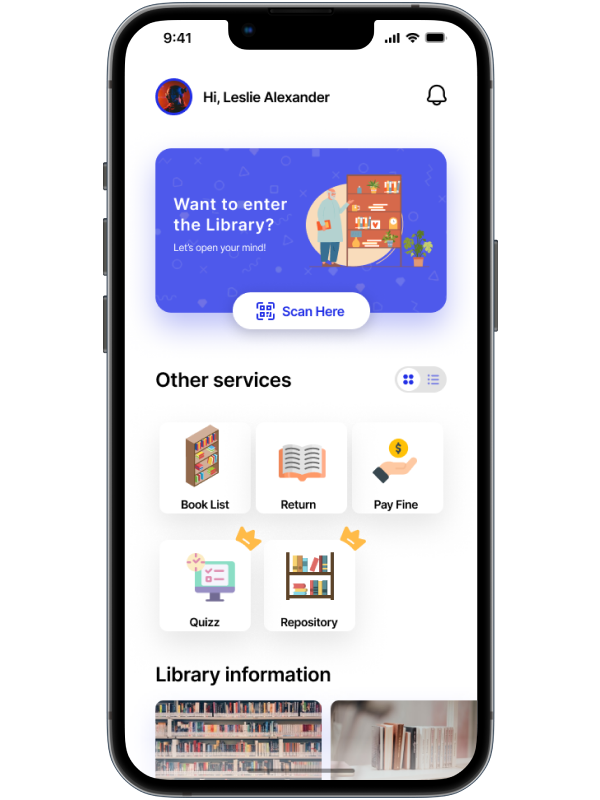 9:41
Hi, Leslie Alexander
Want to enter
the Library?
Let's open your mind!
Scan Here
Other services
Book List
Return
Pay Fine
Quizz
Repository
Library information